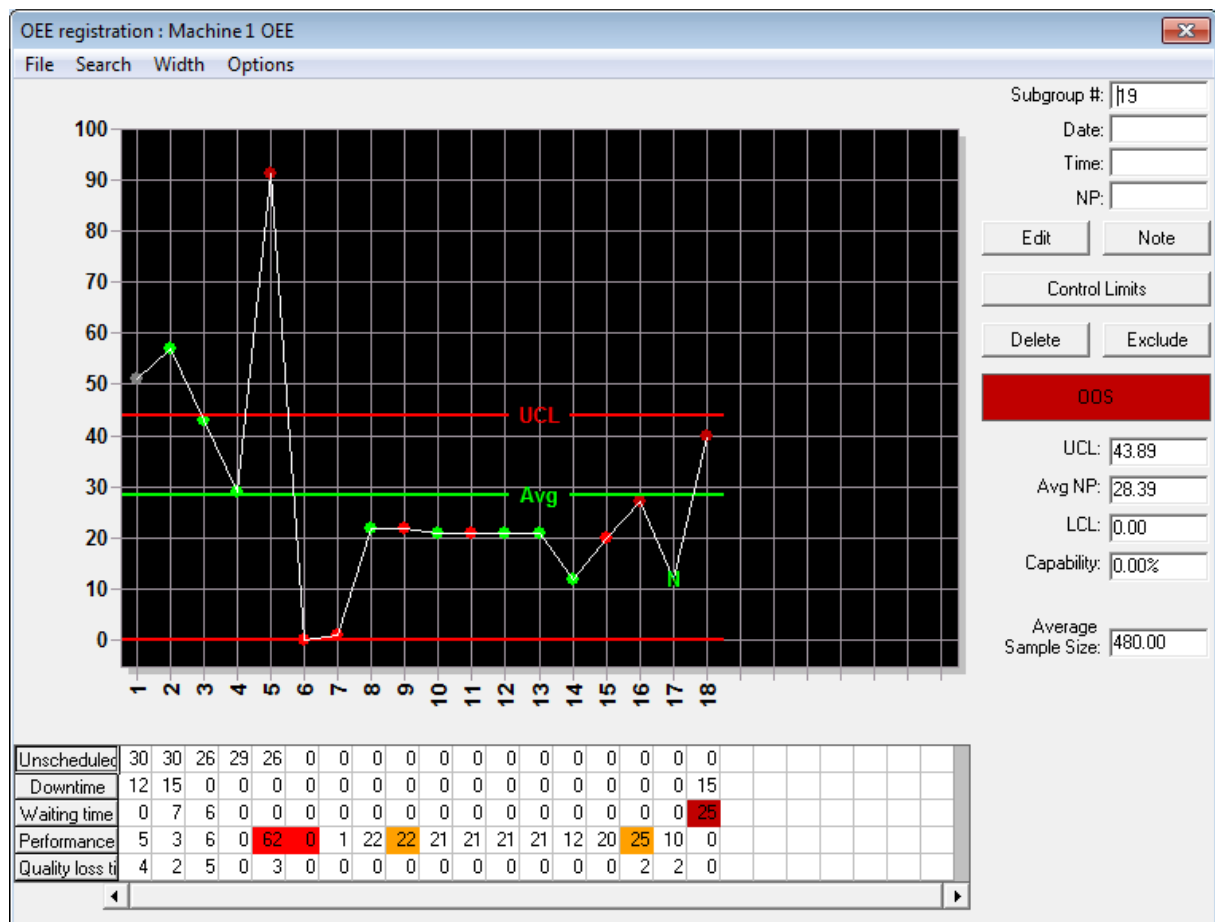 OEE registration : Machine 1 OEE
File Search Width Options
Subgroup #: 19
Date:
Time:
NP:
Edit Note
Control Limits
Delete Exclude
OOS
UCL: 43.89
Avg NP: 28.39
LCL: 0.00
Capability: 0.00%
Average
Sample Size: 480.00
100
90
80
70
60
50
40
30
20
10
0
UCL
Avg
N
1 2 3 4 5 6 7 8 9 10 11 12 13 14 15 16 17 18
Unscheduled 30 30 26 29 26 0 0 0 0 0 0 0 0 0 0 0 0 0
Downtime 12 15 0 0 0 0 0 0 0 0 0 0 0 0 0 0 0 15
Waiting time 0 7 6 0 0 0 0 0 0 0 0 0 0 0 0 0 0 25
Performance 5 3 6 0 62 0 1 22 22 21 21 21 21 12 20 25 10 0
Quality loss ti 4 2 5 0 3 0 0 0 0 0 0 0 0 0 0 2 2 0